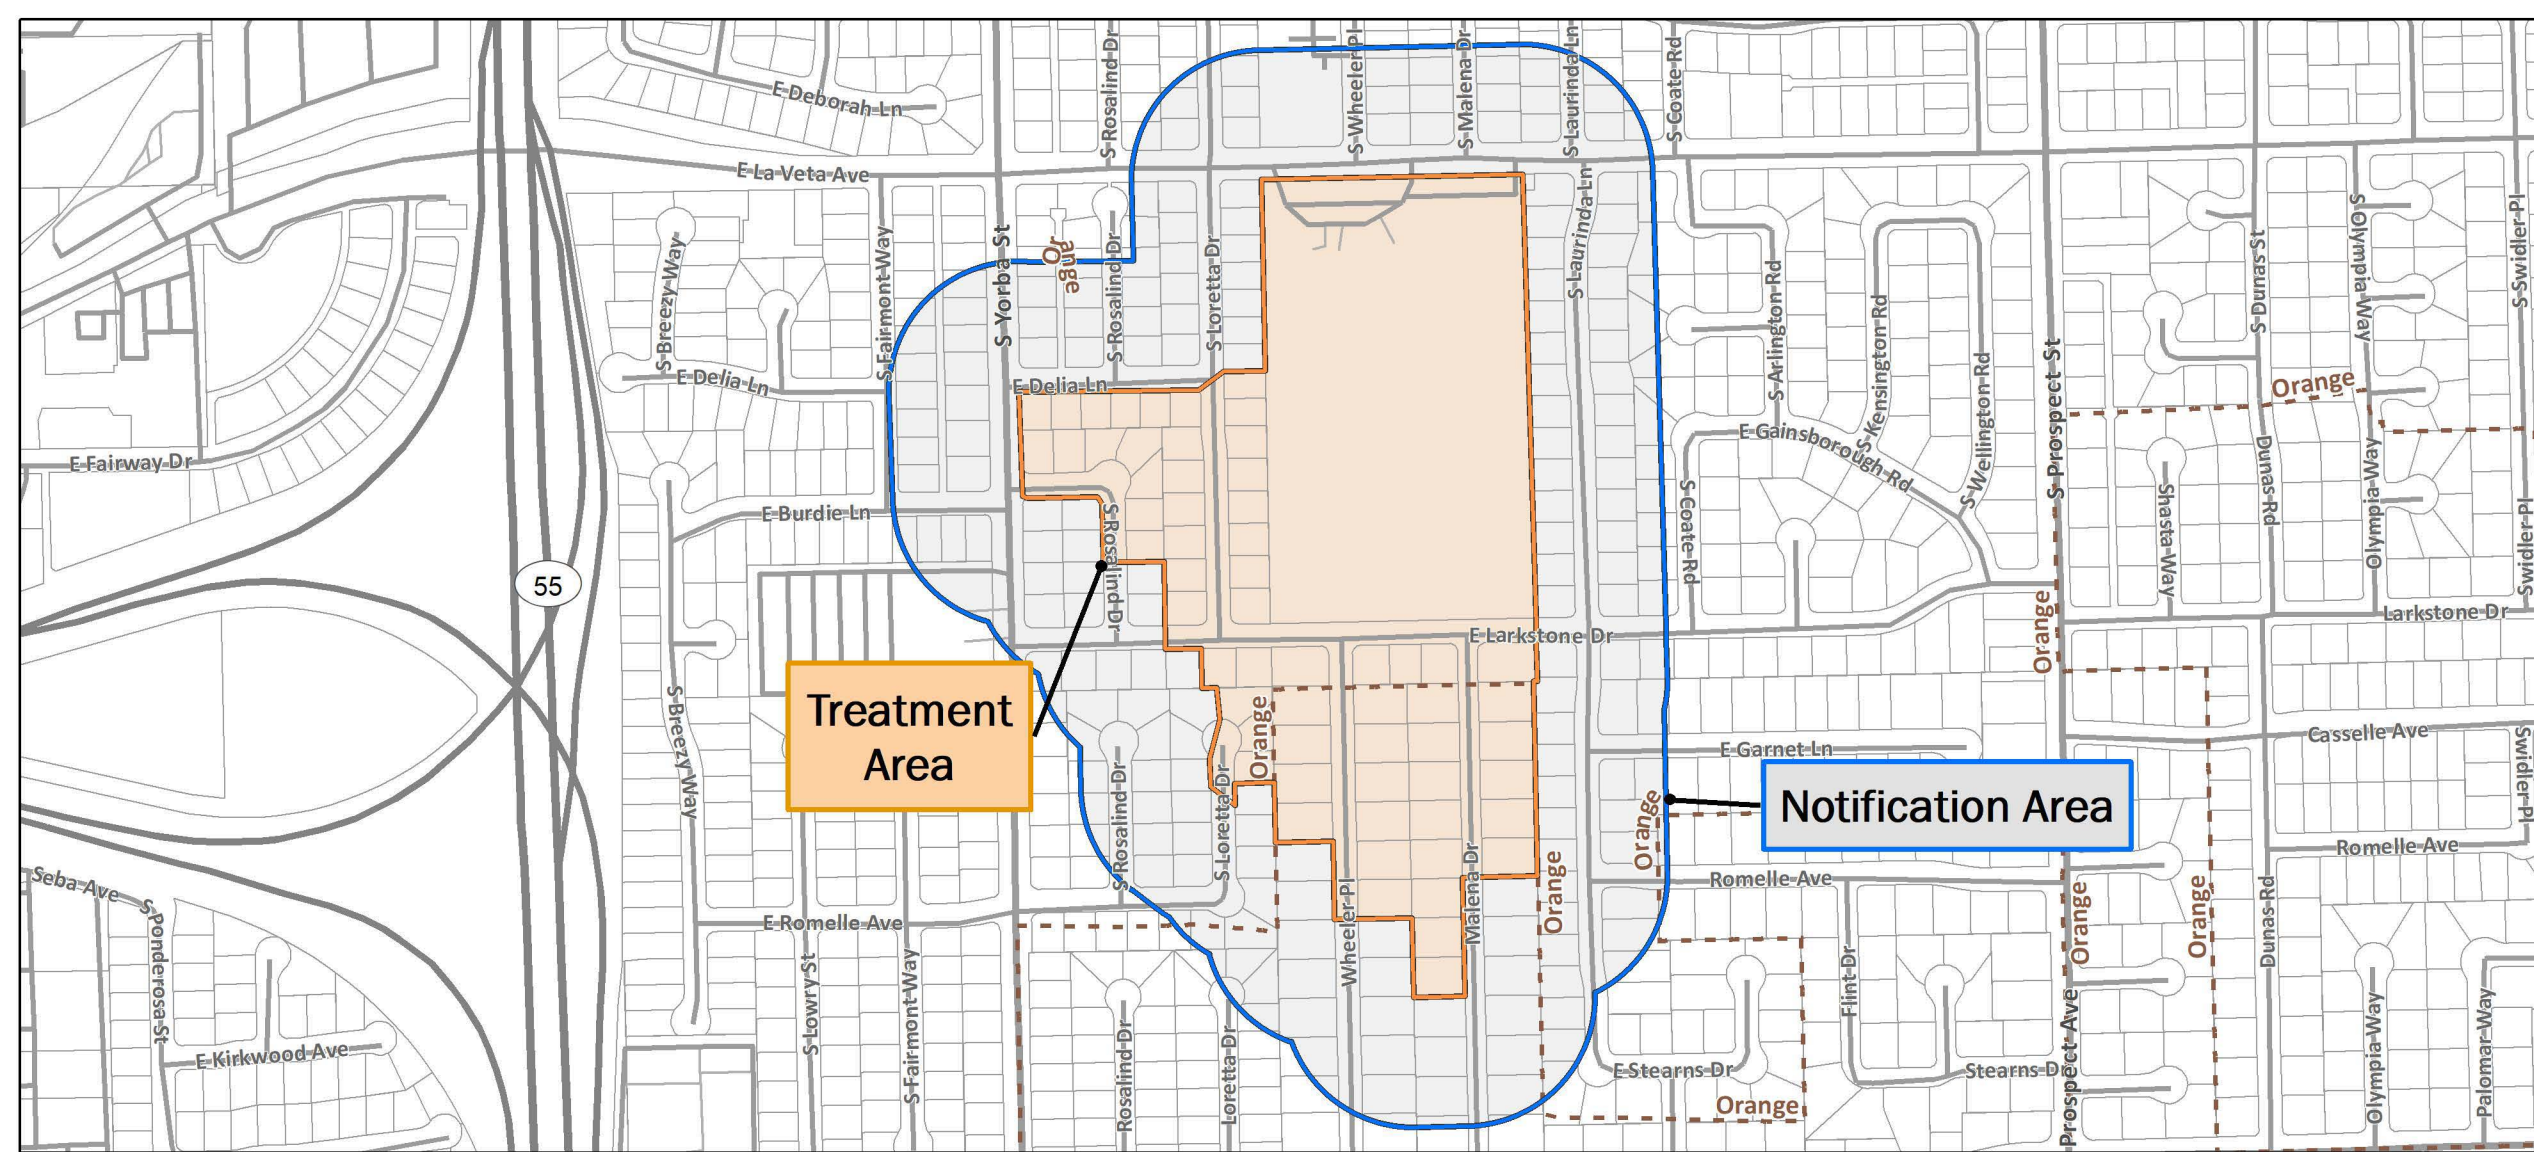 S Rosalind Dr
S Wheeler Pl
S Malena Dr
S Laurinda Ln
S Coate Rd
E Deborah Ln
E La Veta Ave
S Breezy Way
S Fairmont Way
S Yorba St
Orange
S Rosalind Dr
S Loretta Dr
S Laurinda Ln
S Arlington Rd
S Kensington Rd
S Wellington Rd
S Prospect St
S Dunas St
S Olympia Way
S Swidler Pl
E Delia Ln
E Delia Ln
Orange
E Fairway Dr
E Gainsborough Rd
E Burdie Ln
S Rosalind Dr
S Coate Rd
Shasta Way
Dunas Rd
Olympia Way
Swidler Pl
55
E Larkstone Dr
Larkstone Dr
Orange
Treatment
Area
S Breezy Way
Orange
E Garnet Ln
Casselle Ave
Swidler Pl
Notification Area
S Rosalind Dr
S Loretta Dr
Orange
Romelle Ave
Seba Ave
S Ponderosa St
E Romelle Ave
Wheeler Pl
Malena Dr
Orange
Romelle Ave
Orange
Orange
Dunas Rd
S Lowry St
S Fairmont Way
Flint Dr
Prospect Ave
E Kirkwood Ave
Rosalind Dr
Loretta Dr
E Stearns Dr
Stearns Dr
Orange
Olympia Way
Palomar Way